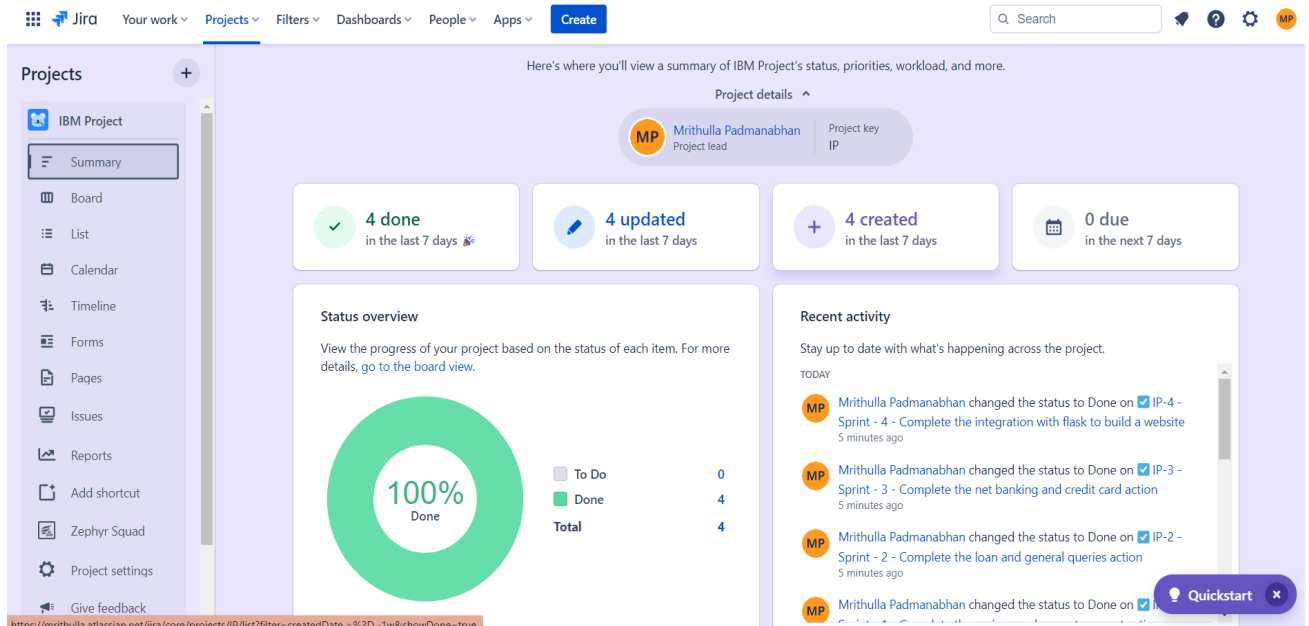 Jira
Your work
Projects
Filters
Dashboards
People
Apps
Create
Search
MP
Projects
IBM Project
Summary
Board
List
Calendar
Timeline
Forms
Pages
Issues
Reports
Add shortcut
Zephyr Squad
Project settings
Give feedback
Here's where you'll view a summary of IBM Project's status, priorities, workload, and more.
Project details
MP
Mrithulla Padmanabhan
Project lead
Project key
IP
4 done
in the last 7 days
4 updated
in the last 7 days
4 created
in the last 7 days
0 due
in the next 7 days
Status overview
View the progress of your project based on the status of each item. For more
details, go to the board view.
100%
Done
To Do 0
Done 4
Total 4
Recent activity
Stay up to date with what's happening across the project.
TODAY
MP
Mrithulla Padmanabhan changed the status to Done on IP-4 -
Sprint - 4 - Complete the integration with flask to build a website
5 minutes ago
MP
Mrithulla Padmanabhan changed the status to Done on IP-3 -
Sprint - 3 - Complete the net banking and credit card action
5 minutes ago
MP
Mrithulla Padmanabhan changed the status to Done on IP-2 -
Sprint - 2 - Complete the loan and general queries action
5 minutes ago
MP
Mrithulla Padmanabhan changed the status to Done on
Quickstart